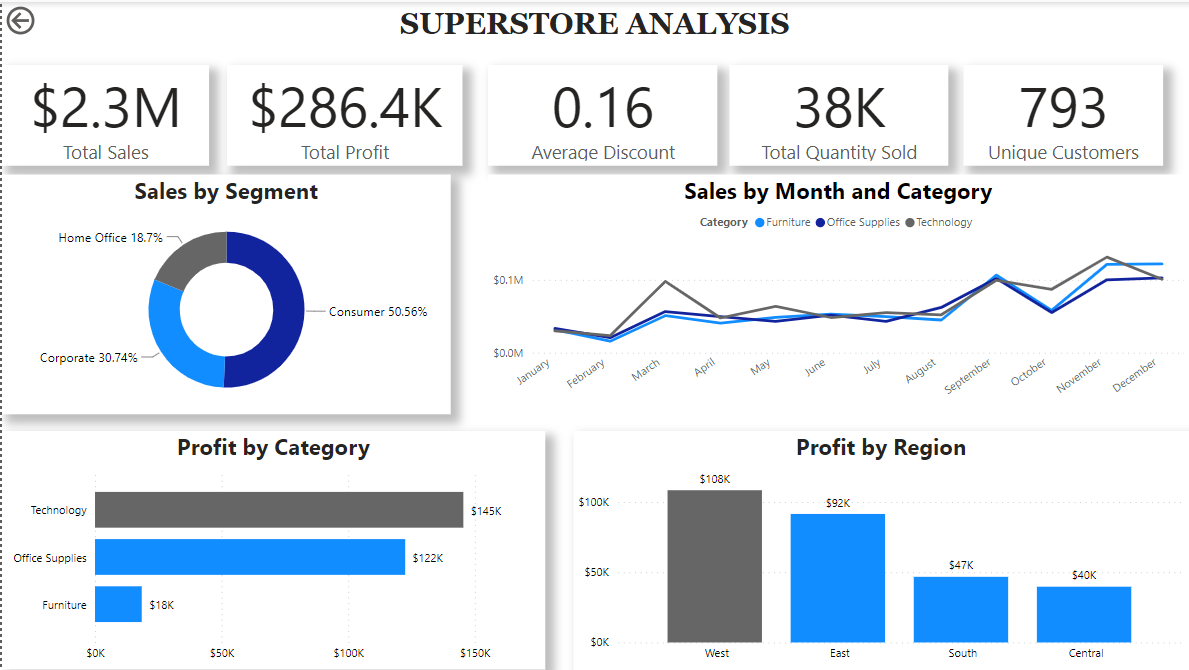 SUPERSTORE ANALYSIS
$2.3M
Total Sales
$286.4K
Total Profit
0.16
Average Discount
38K
Total Quantity Sold
793
Unique Customers
Sales by Segment
Home Office 18.7%
Consumer 50.56%
Corporate 30.74%
Sales by Month and Category
Category Furniture Office Supplies Technology
$0.1M
$0.0M
January February March April May June July August September October November December
Profit by Category
Technology $145K
Office Supplies $122K
Furniture $18K
$0K $50K $100K $150K
Profit by Region
$108K
$100K
$92K
$50K
$47K
$40K
$0K
West East South Central